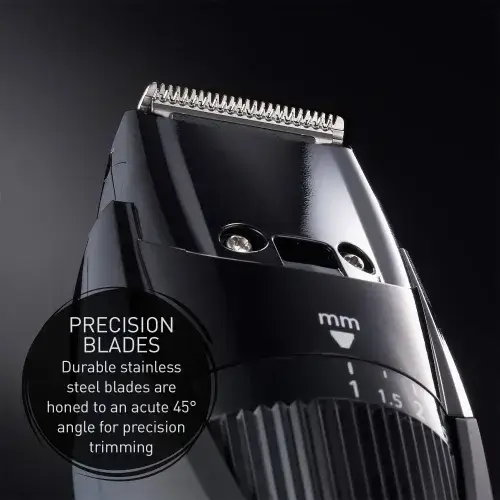 mm
1 1.5 2
PRECISION
BLADES
Durable stainless
steel blades are
honed to an acute 45°
angle for precision
trimming